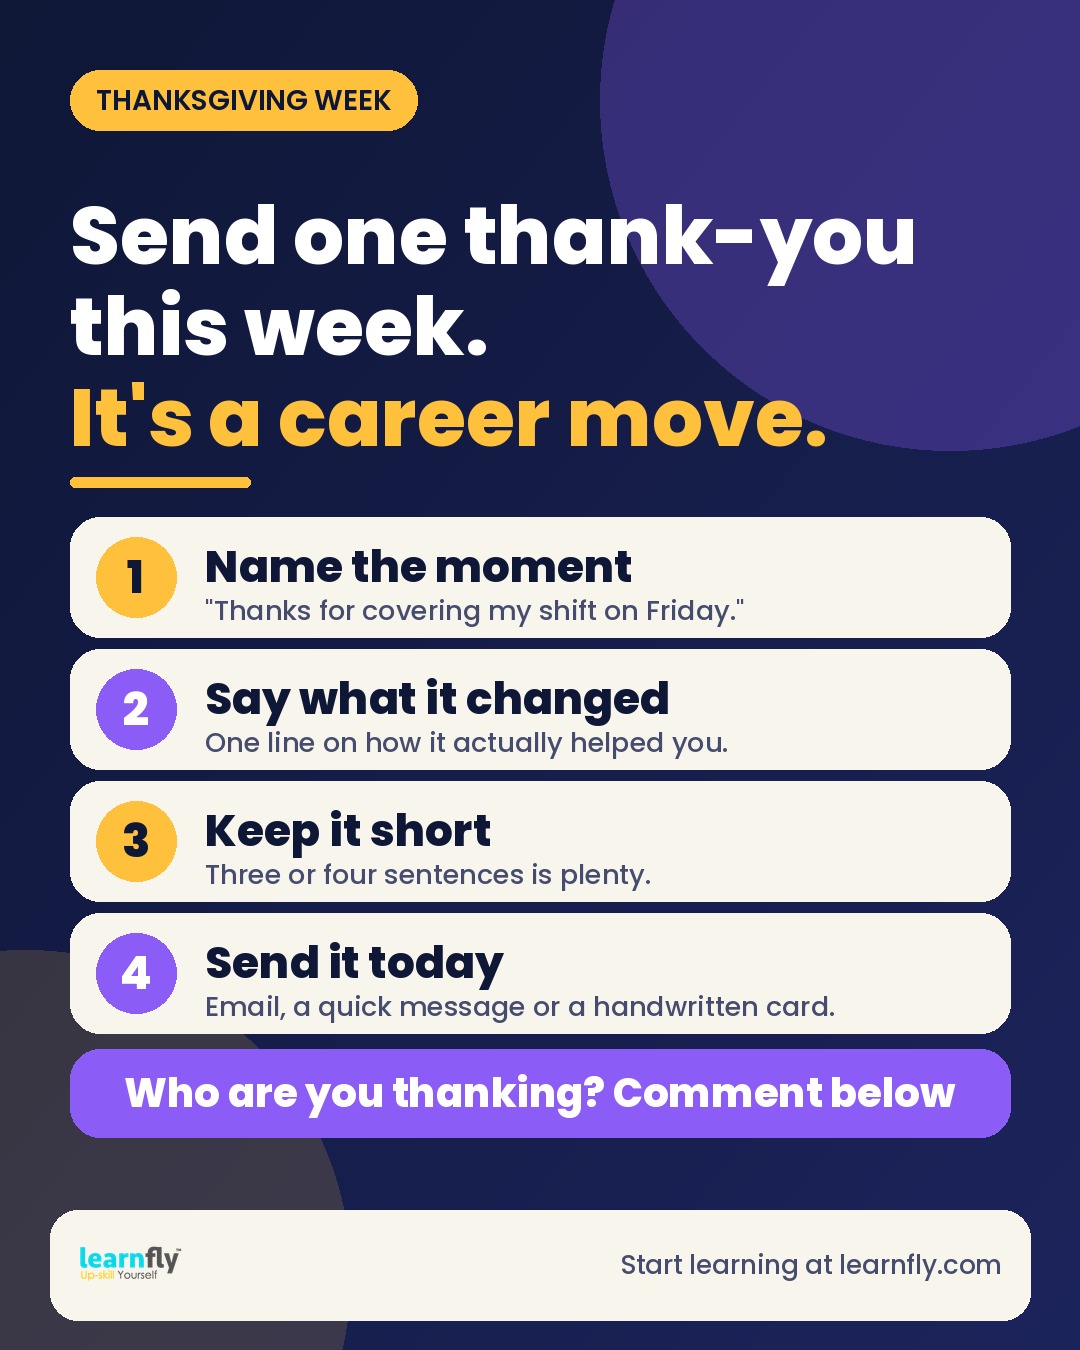 THANKSGIVING WEEK
Send one thank-you
this week.
It's a career move.
1
Name the moment
"Thanks for covering my shift on Friday."
2
Say what it changed
One line on how it actually helped you.
3
Keep it short
Three or four sentences is plenty.
4
Send it today
Email, a quick message or a handwritten card.
Who are you thanking? Comment below
learnfly™
Up-skill Yourself
Start learning at learnfly.com